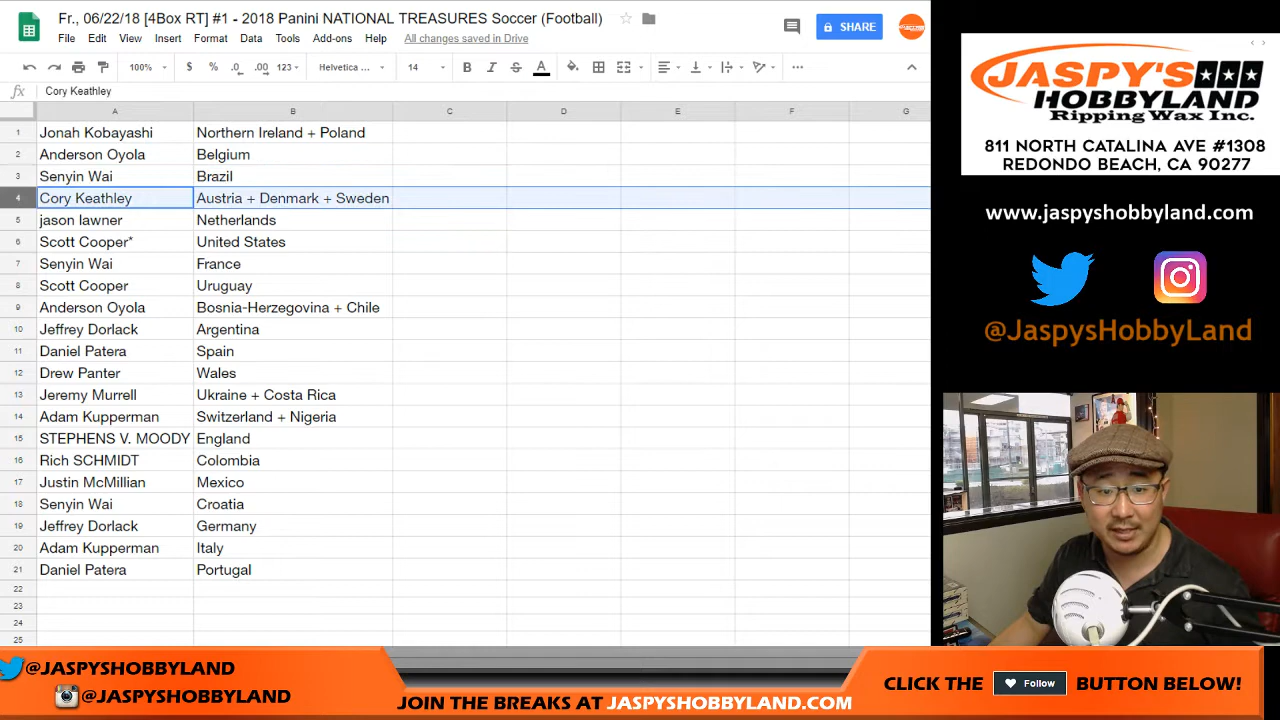 Fr., 06/22/18 [4Box RT] #1 - 2018 Panini NATIONAL TREASURES Soccer (Football)
File Edit View Insert Format Data Tools Add-ons Help All changes saved in Drive
SHARE
100% $ % .0 .00 123 Helvetica ... 14 B I S A
fx Cory Keathley
A B C D E F G
1 Jonah Kobayashi Northern Ireland + Poland
2 Anderson Oyola Belgium
3 Senyin Wai Brazil
4 Cory Keathley Austria + Denmark + Sweden
5 jason lawner Netherlands
6 Scott Cooper* United States
7 Senyin Wai France
8 Scott Cooper Uruguay
9 Anderson Oyola Bosnia-Herzegovina + Chile
10 Jeffrey Dorlack Argentina
11 Daniel Patera Spain
12 Drew Panter Wales
13 Jeremy Murrell Ukraine + Costa Rica
14 Adam Kupperman Switzerland + Nigeria
15 STEPHENS V. MOODY England
16 Rich SCHMIDT Colombia
17 Justin McMillian Mexico
18 Senyin Wai Croatia
19 Jeffrey Dorlack Germany
20 Adam Kupperman Italy
21 Daniel Patera Portugal
22
23
24
25
JASPY'S
HOBBYLAND
Ripping Wax Inc.
811 NORTH CATALINA AVE #1308
REDONDO BEACH, CA 90277
www.jaspyshobbyland.com
@JaspysHobbyLand
@JASPYSHOBBYLAND
@JASPYSHOBBYLAND
JOIN THE BREAKS AT JASPYSHOBBYLAND.COM
CLICK THE Follow BUTTON BELOW!